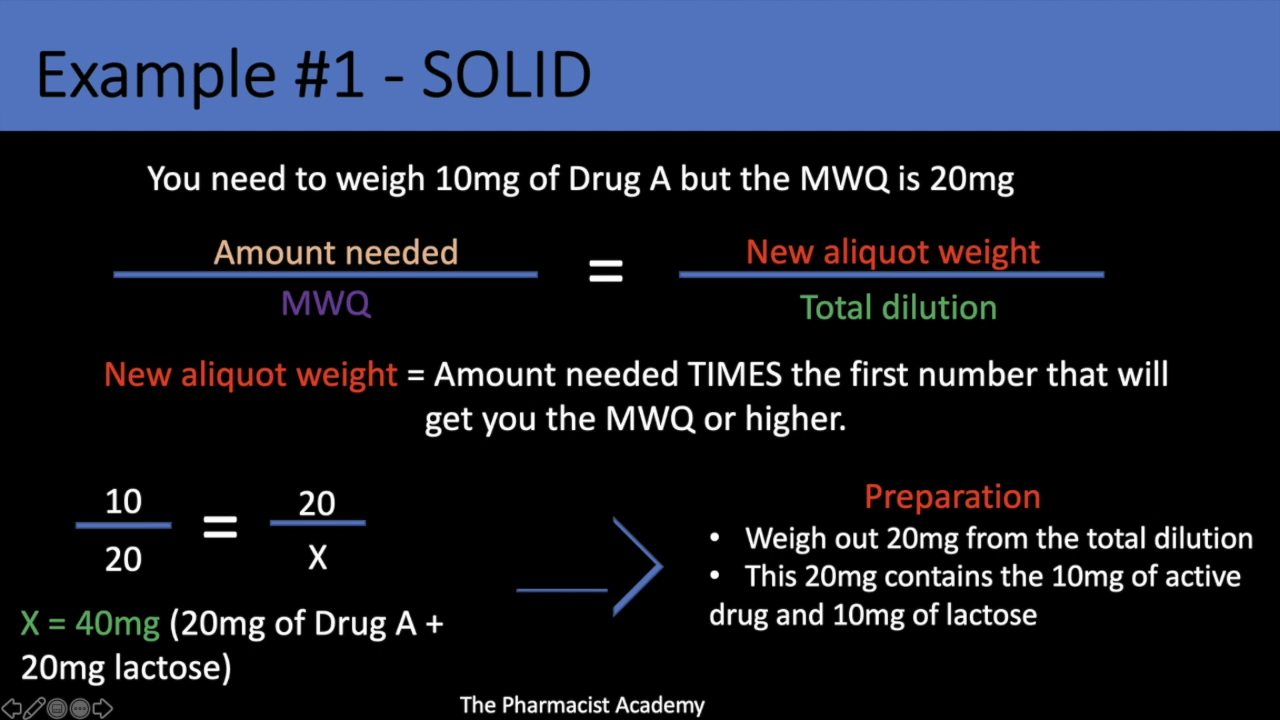 Example #1 - SOLID
You need to weigh 10mg of Drug A but the MWQ is 20mg
Amount needed
MWQ
=
New aliquot weight
Total dilution
New aliquot weight = Amount needed TIMES the first number that will
get you the MWQ or higher.
10
20
=
20
X
X = 40mg (20mg of Drug A +
20mg lactose)
Preparation
• Weigh out 20mg from the total dilution
• This 20mg contains the 10mg of active
drug and 10mg of lactose
The Pharmacist Academy